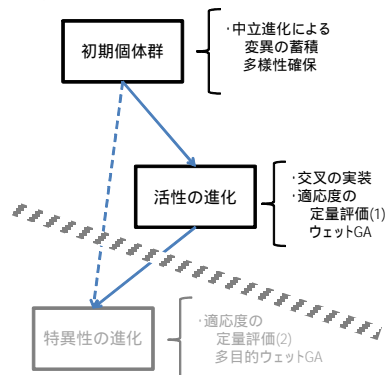 初期個体群
･中立進化による
変異の蓄積
多様性確保
活性の進化
･交叉の実装
･適応度の
定量評価(1)
ウェットGA
特異性の進化
･適応度の
定量評価(2)
多目的ウェットGA